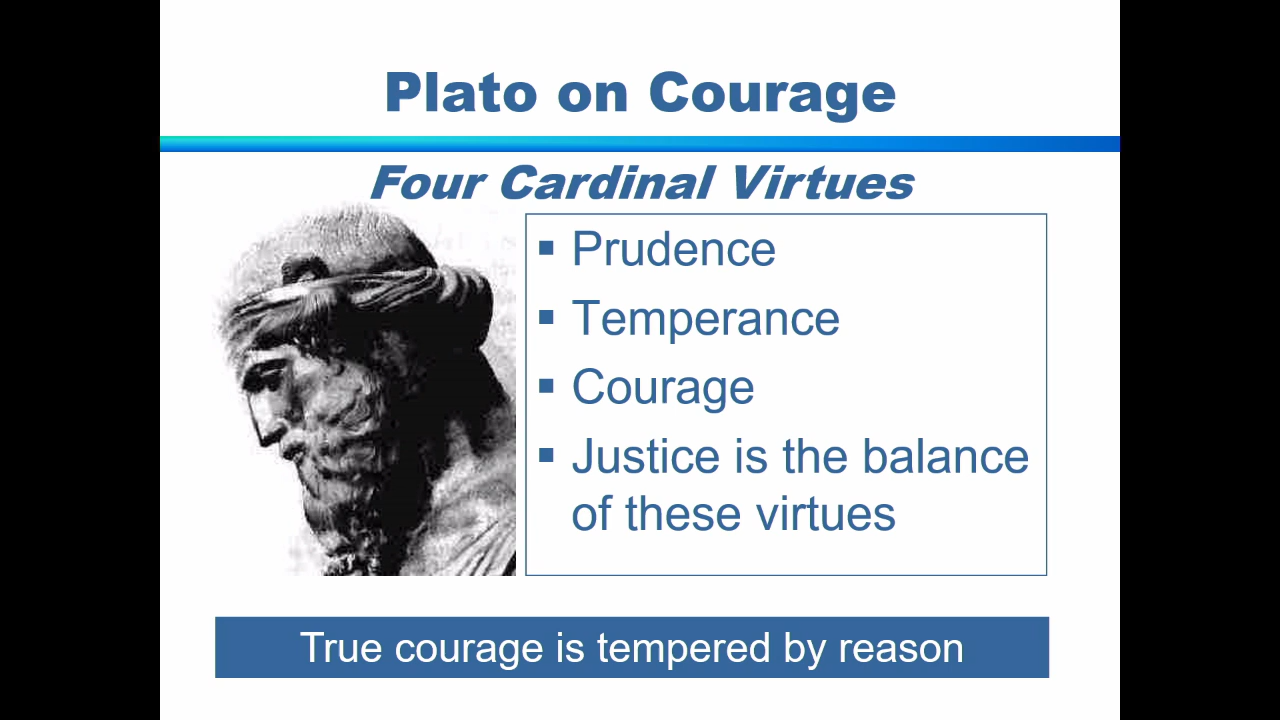 Plato on Courage
Four Cardinal Virtues
▪ Prudence
▪ Temperance
▪ Courage
▪ Justice is the balance
of these virtues
True courage is tempered by reason